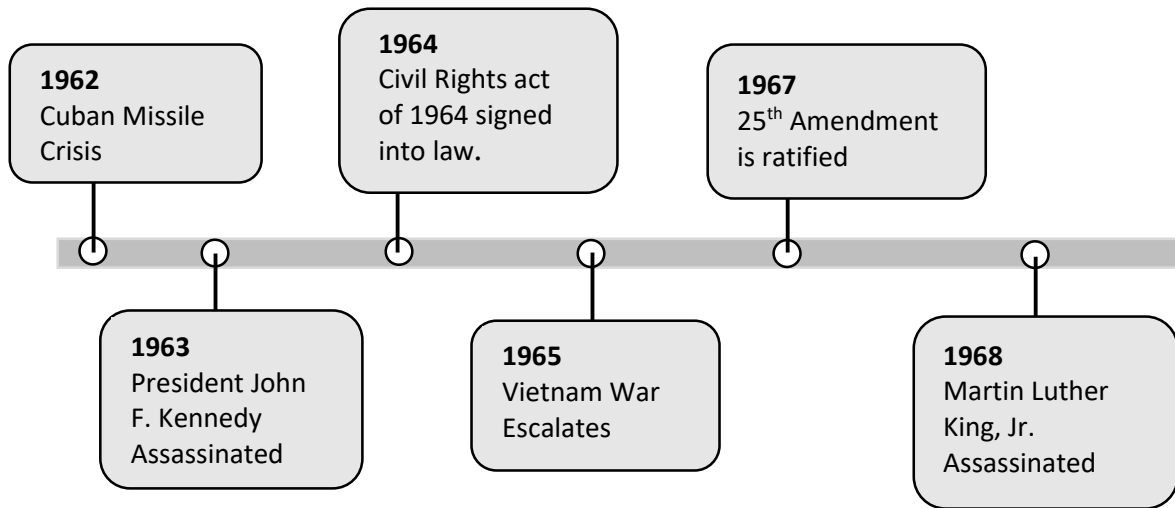 1962
Cuban Missile
Crisis
1963
President John
F. Kennedy
Assassinated
1964
Civil Rights act
of 1964 signed
into law.
1965
Vietnam War
Escalates
1967
25th Amendment
is ratified
1968
Martin Luther
King, Jr.
Assassinated